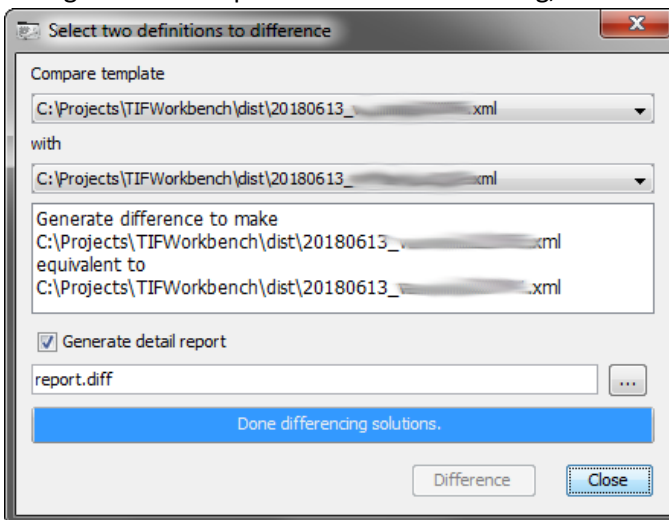 Select two definitions to difference
Compare template
C:\Projects\TIFWorkbench\dist\20180613_ .xml
with
C:\Projects\TIFWorkbench\dist\20180613_ xml
Generate difference to make
C:\Projects\TIFWorkbench\dist\20180613_ xml
equivalent to
C:\Projects\TIFWorkbench\dist\20180613_ .xml
Generate detail report
report.diff
...
Done differencing solutions.
Difference Close